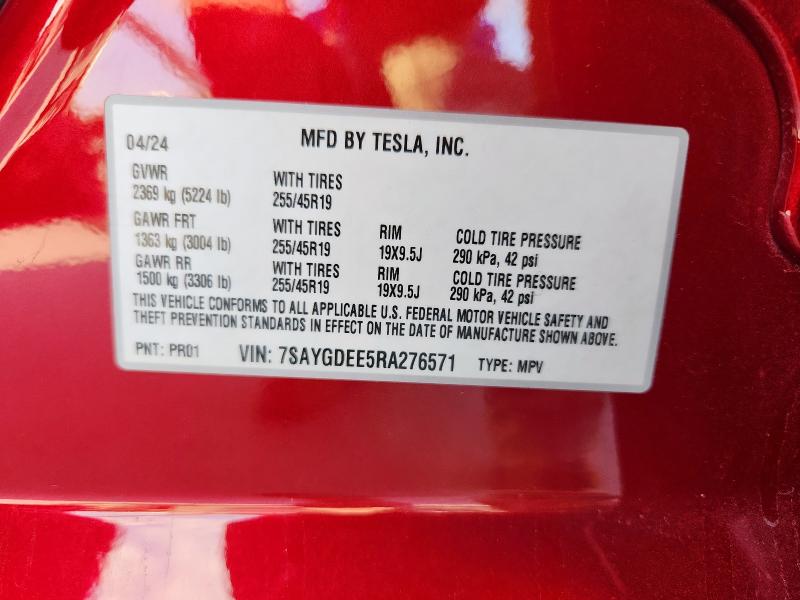 04/24 MFD BY TESLA, INC.
GVWR
2369 kg (5224 lb) WITH TIRES 255/45R19
GAWR FRT WITH TIRES RIM COLD TIRE PRESSURE
1363 kg (3004 lb) 255/45R19 19X9.5J 290 kPa, 42 psi
GAWR RR WITH TIRES RIM COLD TIRE PRESSURE
1500 kg (3306 lb) 255/45R19 19X9.5J 290 kPa, 42 psi
THIS VEHICLE CONFORMS TO ALL APPLICABLE U.S. FEDERAL MOTOR VEHICLE SAFETY AND
THEFT PREVENTION STANDARDS IN EFFECT ON THE DATE OF MANUFACTURE SHOWN ABOVE.
PNT: PR01 VIN: 7SAYGDEE5RA276571 TYPE: MPV